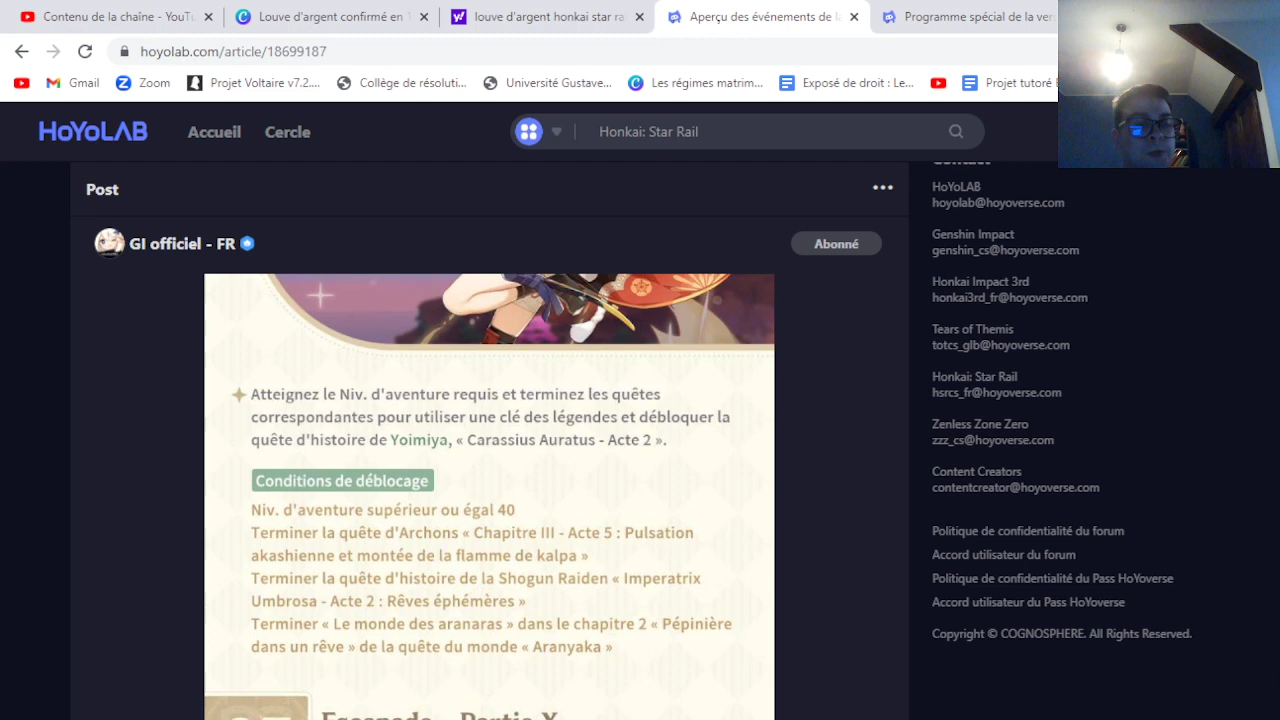 Contenu de la chaîne - YouTu
Louve d'argent confirmé en 1
louve d'argent honkai star ra
Aperçu des événements de la
Programme spécial de la vers
hoyolab.com/article/18699187
Gmail
Zoom
Projet Voltaire v7.2....
Collège de résoluti...
Université Gustave...
Les régimes matrim...
Exposé de droit : Le...
Projet tutoré
HoYoLAB
Accueil
Cercle
Honkai: Star Rail
Post
GI officiel - FR
Abonné
Atteignez le Niv. d'aventure requis et terminez les quêtes
correspondantes pour utiliser une clé des légendes et débloquer la
quête d'histoire de Yoimiya, « Carassius Auratus - Acte 2 ».
Conditions de déblocage
Niv. d'aventure supérieur ou égal 40
Terminer la quête d'Archons « Chapitre III - Acte 5 : Pulsation
akashienne et montée de la flamme de kalpa »
Terminer la quête d'histoire de la Shogun Raiden « Imperatrix
Umbrosa - Acte 2 : Rêves éphémères »
Terminer « Le monde des aranaras » dans le chapitre 2 « Pépinière
dans un rêve » de la quête du monde « Aranyaka »
Contact
HoYoLAB
hoyolab@hoyoverse.com
Genshin Impact
genshin_cs@hoyoverse.com
Honkai Impact 3rd
honkai3rd_fr@hoyoverse.com
Tears of Themis
totcs_glb@hoyoverse.com
Honkai: Star Rail
hsrcs_fr@hoyoverse.com
Zenless Zone Zero
zzz_cs@hoyoverse.com
Content Creators
contentcreator@hoyoverse.com
Politique de confidentialité du forum
Accord utilisateur du forum
Politique de confidentialité du Pass HoYoverse
Accord utilisateur du Pass HoYoverse
Copyright © COGNOSPHERE. All Rights Reserved.